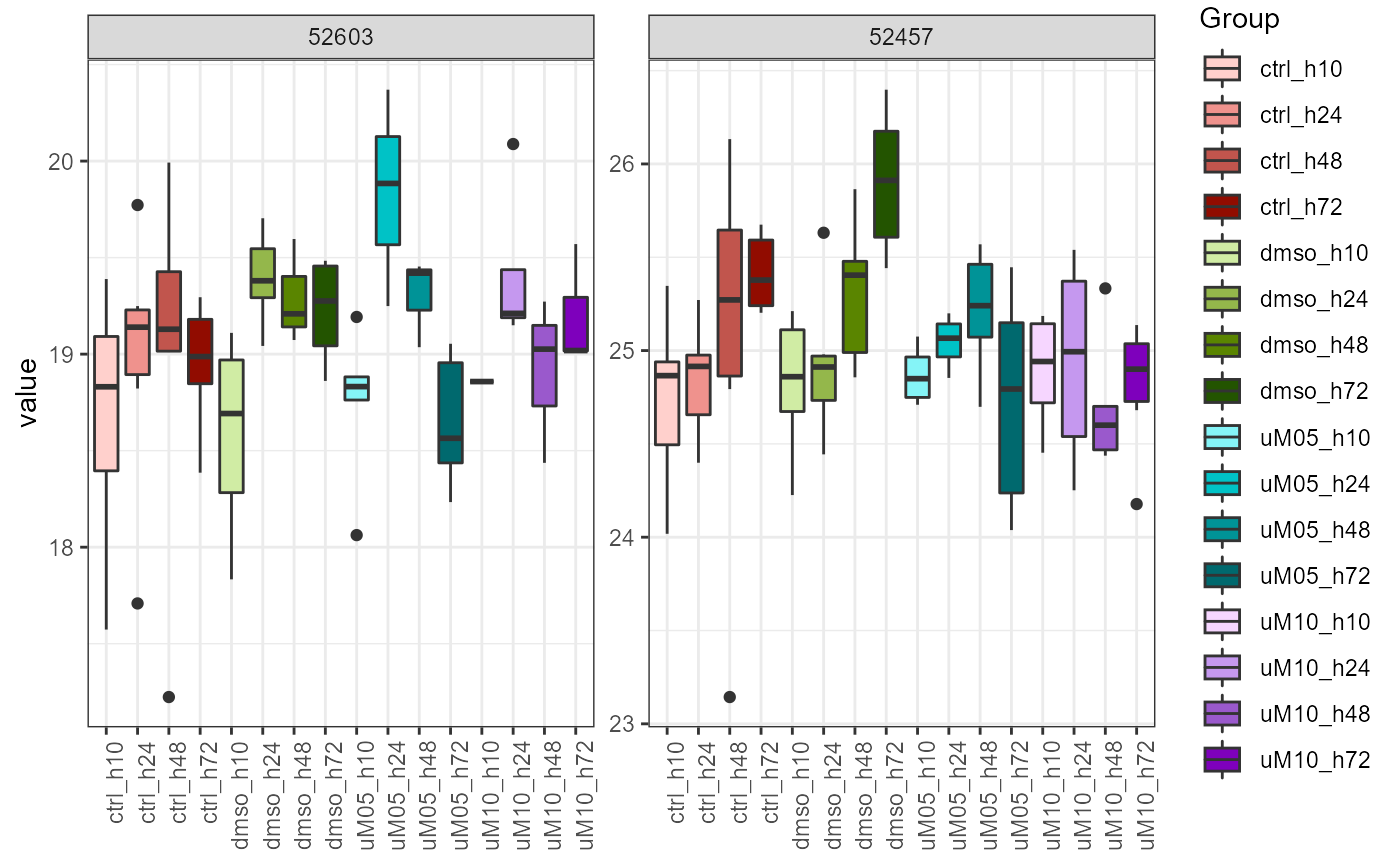 52603
52457
value
20
19
18
26
25
24
23
ctrl_h10
ctrl_h24
ctrl_h48
ctrl_h72
dmso_h10
dmso_h24
dmso_h48
dmso_h72
uM05_h10
uM05_h24
uM05_h48
uM05_h72
uM10_h10
uM10_h24
uM10_h48
uM10_h72
ctrl_h10
ctrl_h24
ctrl_h48
ctrl_h72
dmso_h10
dmso_h24
dmso_h48
dmso_h72
uM05_h10
uM05_h24
uM05_h48
uM05_h72
uM10_h10
uM10_h24
uM10_h48
uM10_h72
Group
ctrl_h10
ctrl_h24
ctrl_h48
ctrl_h72
dmso_h10
dmso_h24
dmso_h48
dmso_h72
uM05_h10
uM05_h24
uM05_h48
uM05_h72
uM10_h10
uM10_h24
uM10_h48
uM10_h72